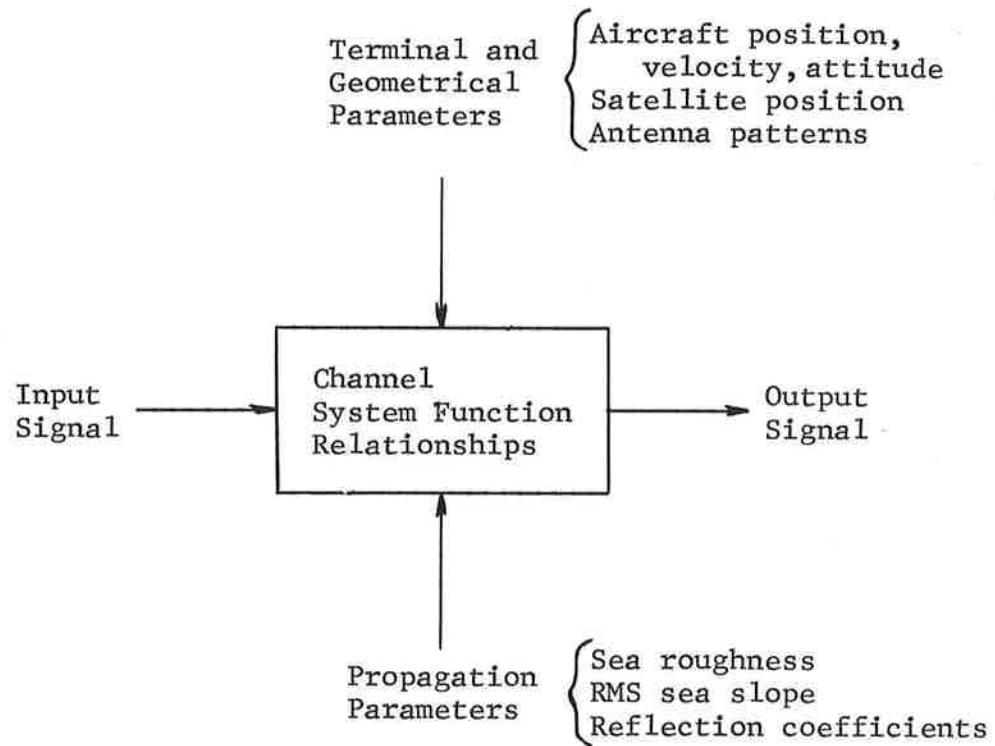 Terminal and
Geometrical
Parameters
Aircraft position,
velocity, attitude
Satellite position
Antenna patterns
Input
Signal
Channel
System Function
Relationships
Output
Signal
Propagation
Parameters
Sea roughness
RMS sea slope
Reflection coefficients